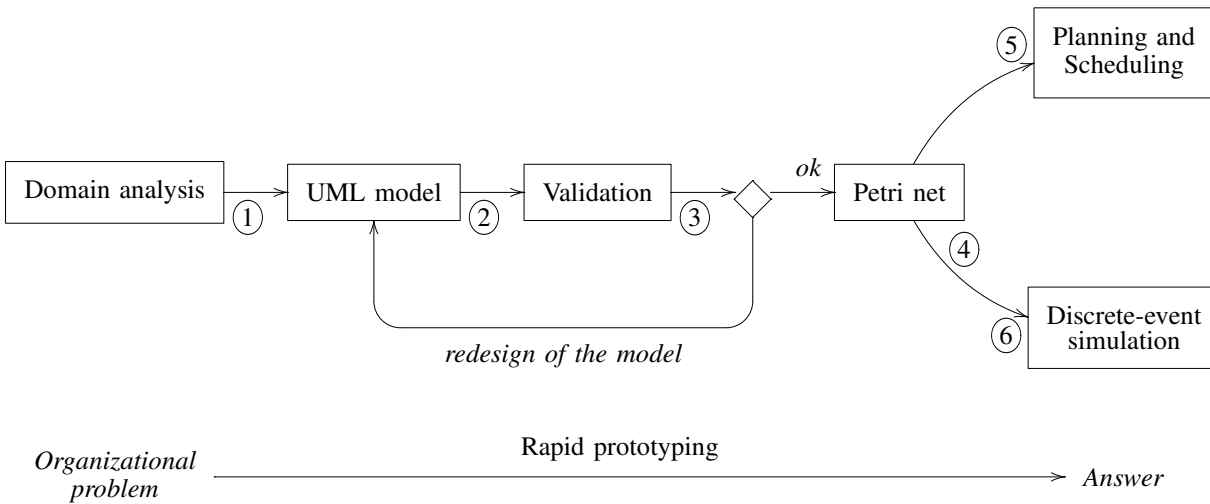 ⑤
Planning and
Scheduling
Domain analysis
①
UML model
②
Validation
③
ok
Petri net
④
redesign of the model
⑥
Discrete-event
simulation
Rapid prototyping
Organizational
problem
Answer